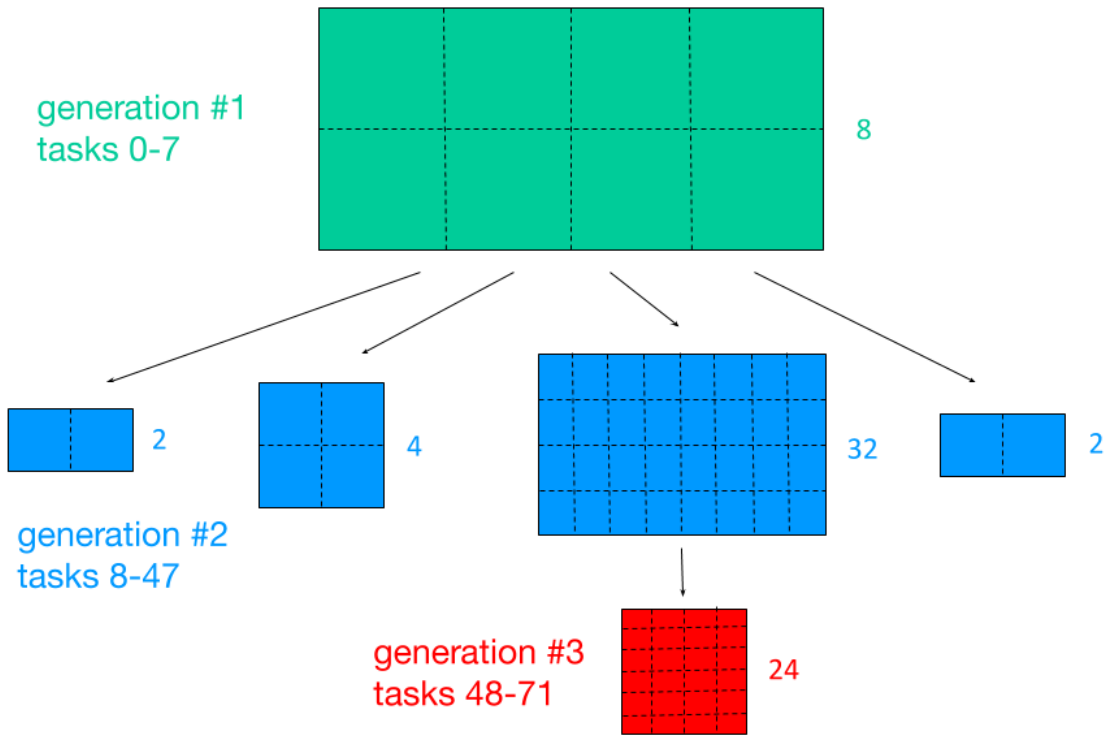 generation #1
tasks 0-7
8
2
4
32
2
generation #2
tasks 8-47
generation #3
tasks 48-71
24